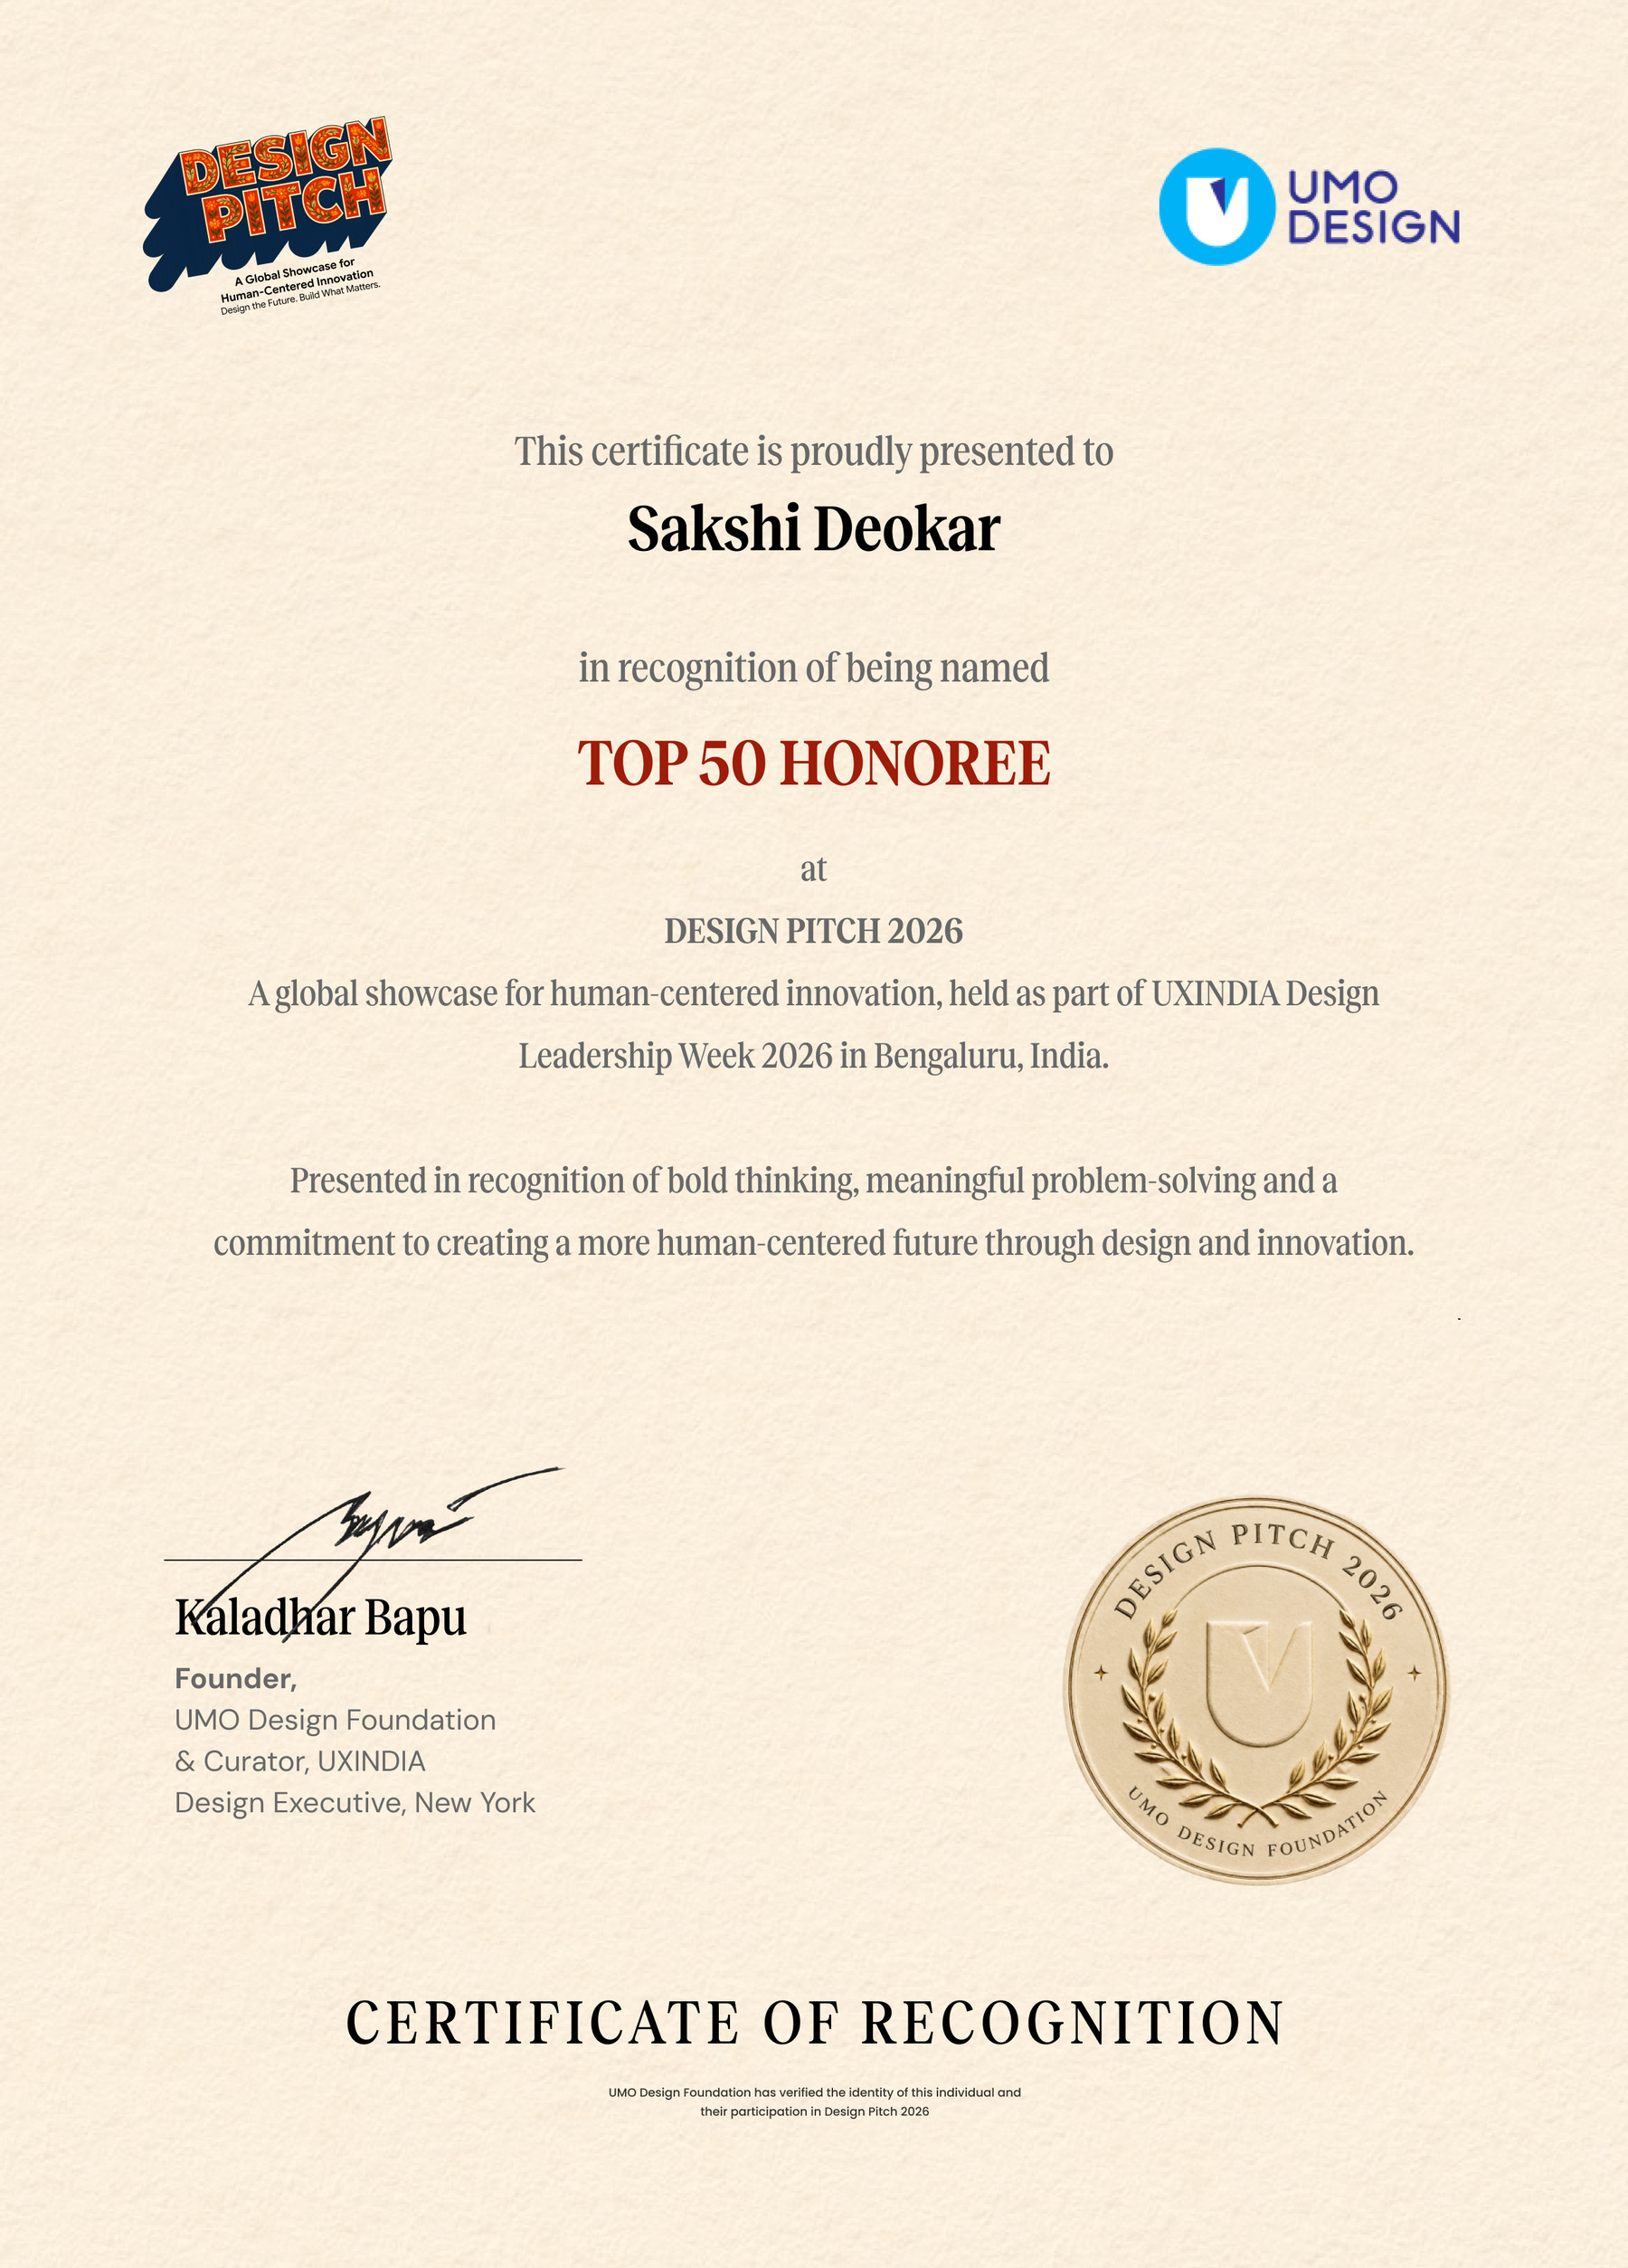 DESIGN
PITCH
A Global Showcase for
Human-Centered Innovation
Design the Future. Build What Matters.
UMO
DESIGN
This certificate is proudly presented to
Sakshi Deokar
in recognition of being named
TOP 50 HONOREE
at
DESIGN PITCH 2026
A global showcase for human-centered innovation, held as part of UXINDIA Design
Leadership Week 2026 in Bengaluru, India.
Presented in recognition of bold thinking, meaningful problem-solving and a
commitment to creating a more human-centered future through design and innovation.
Kaladhar Bapu
Founder,
UMO Design Foundation
& Curator, UXINDIA
Design Executive, New York
DESIGN PITCH 2026
UMO DESIGN FOUNDATION
CERTIFICATE OF RECOGNITION
UMO Design Foundation has verified the identity of this individual and
their participation in Design Pitch 2026